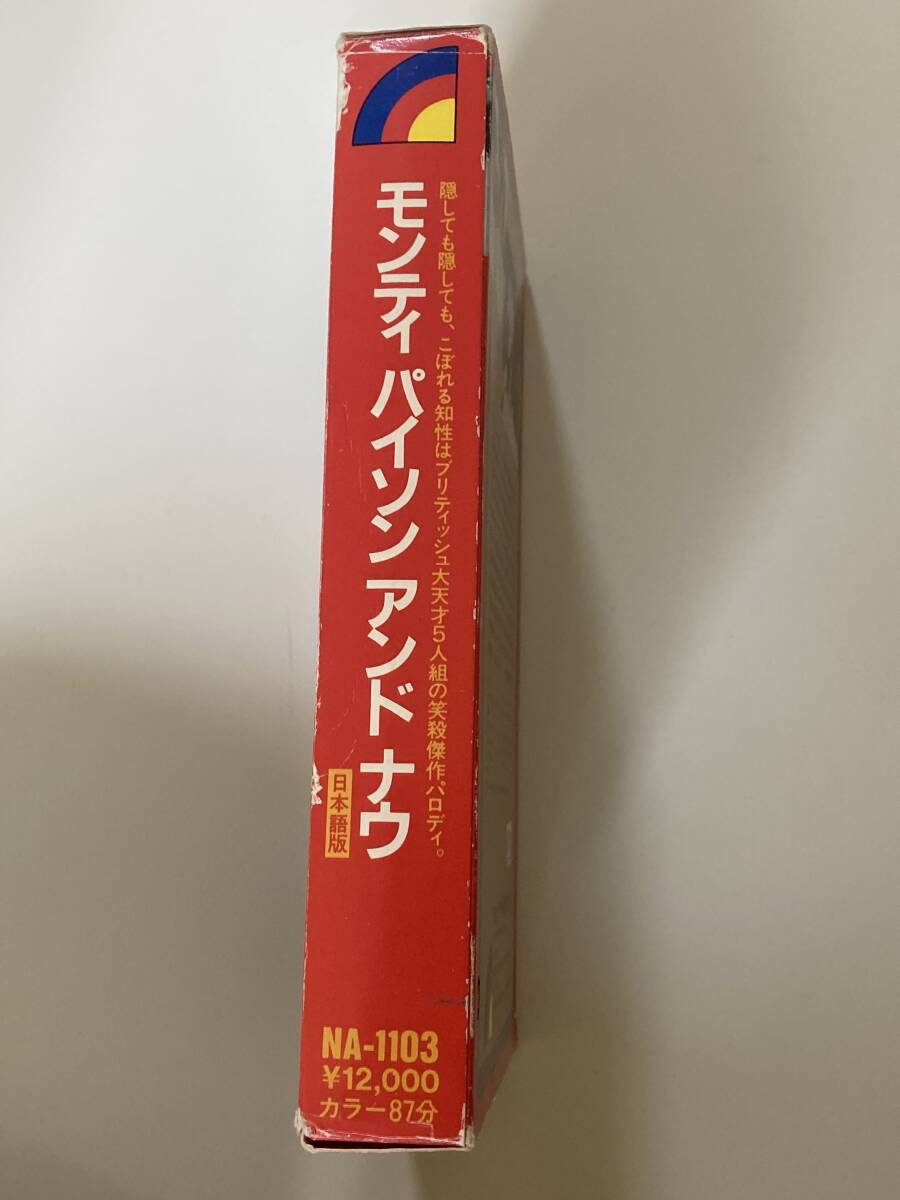 隠しても隠しても、こぼれる知性はブリティッシュ大天才5人組の笑殺傑作パロディ。
モンティ パイソン アンド ナウ
日本語版
NA-1103
¥12,000
カラー87分